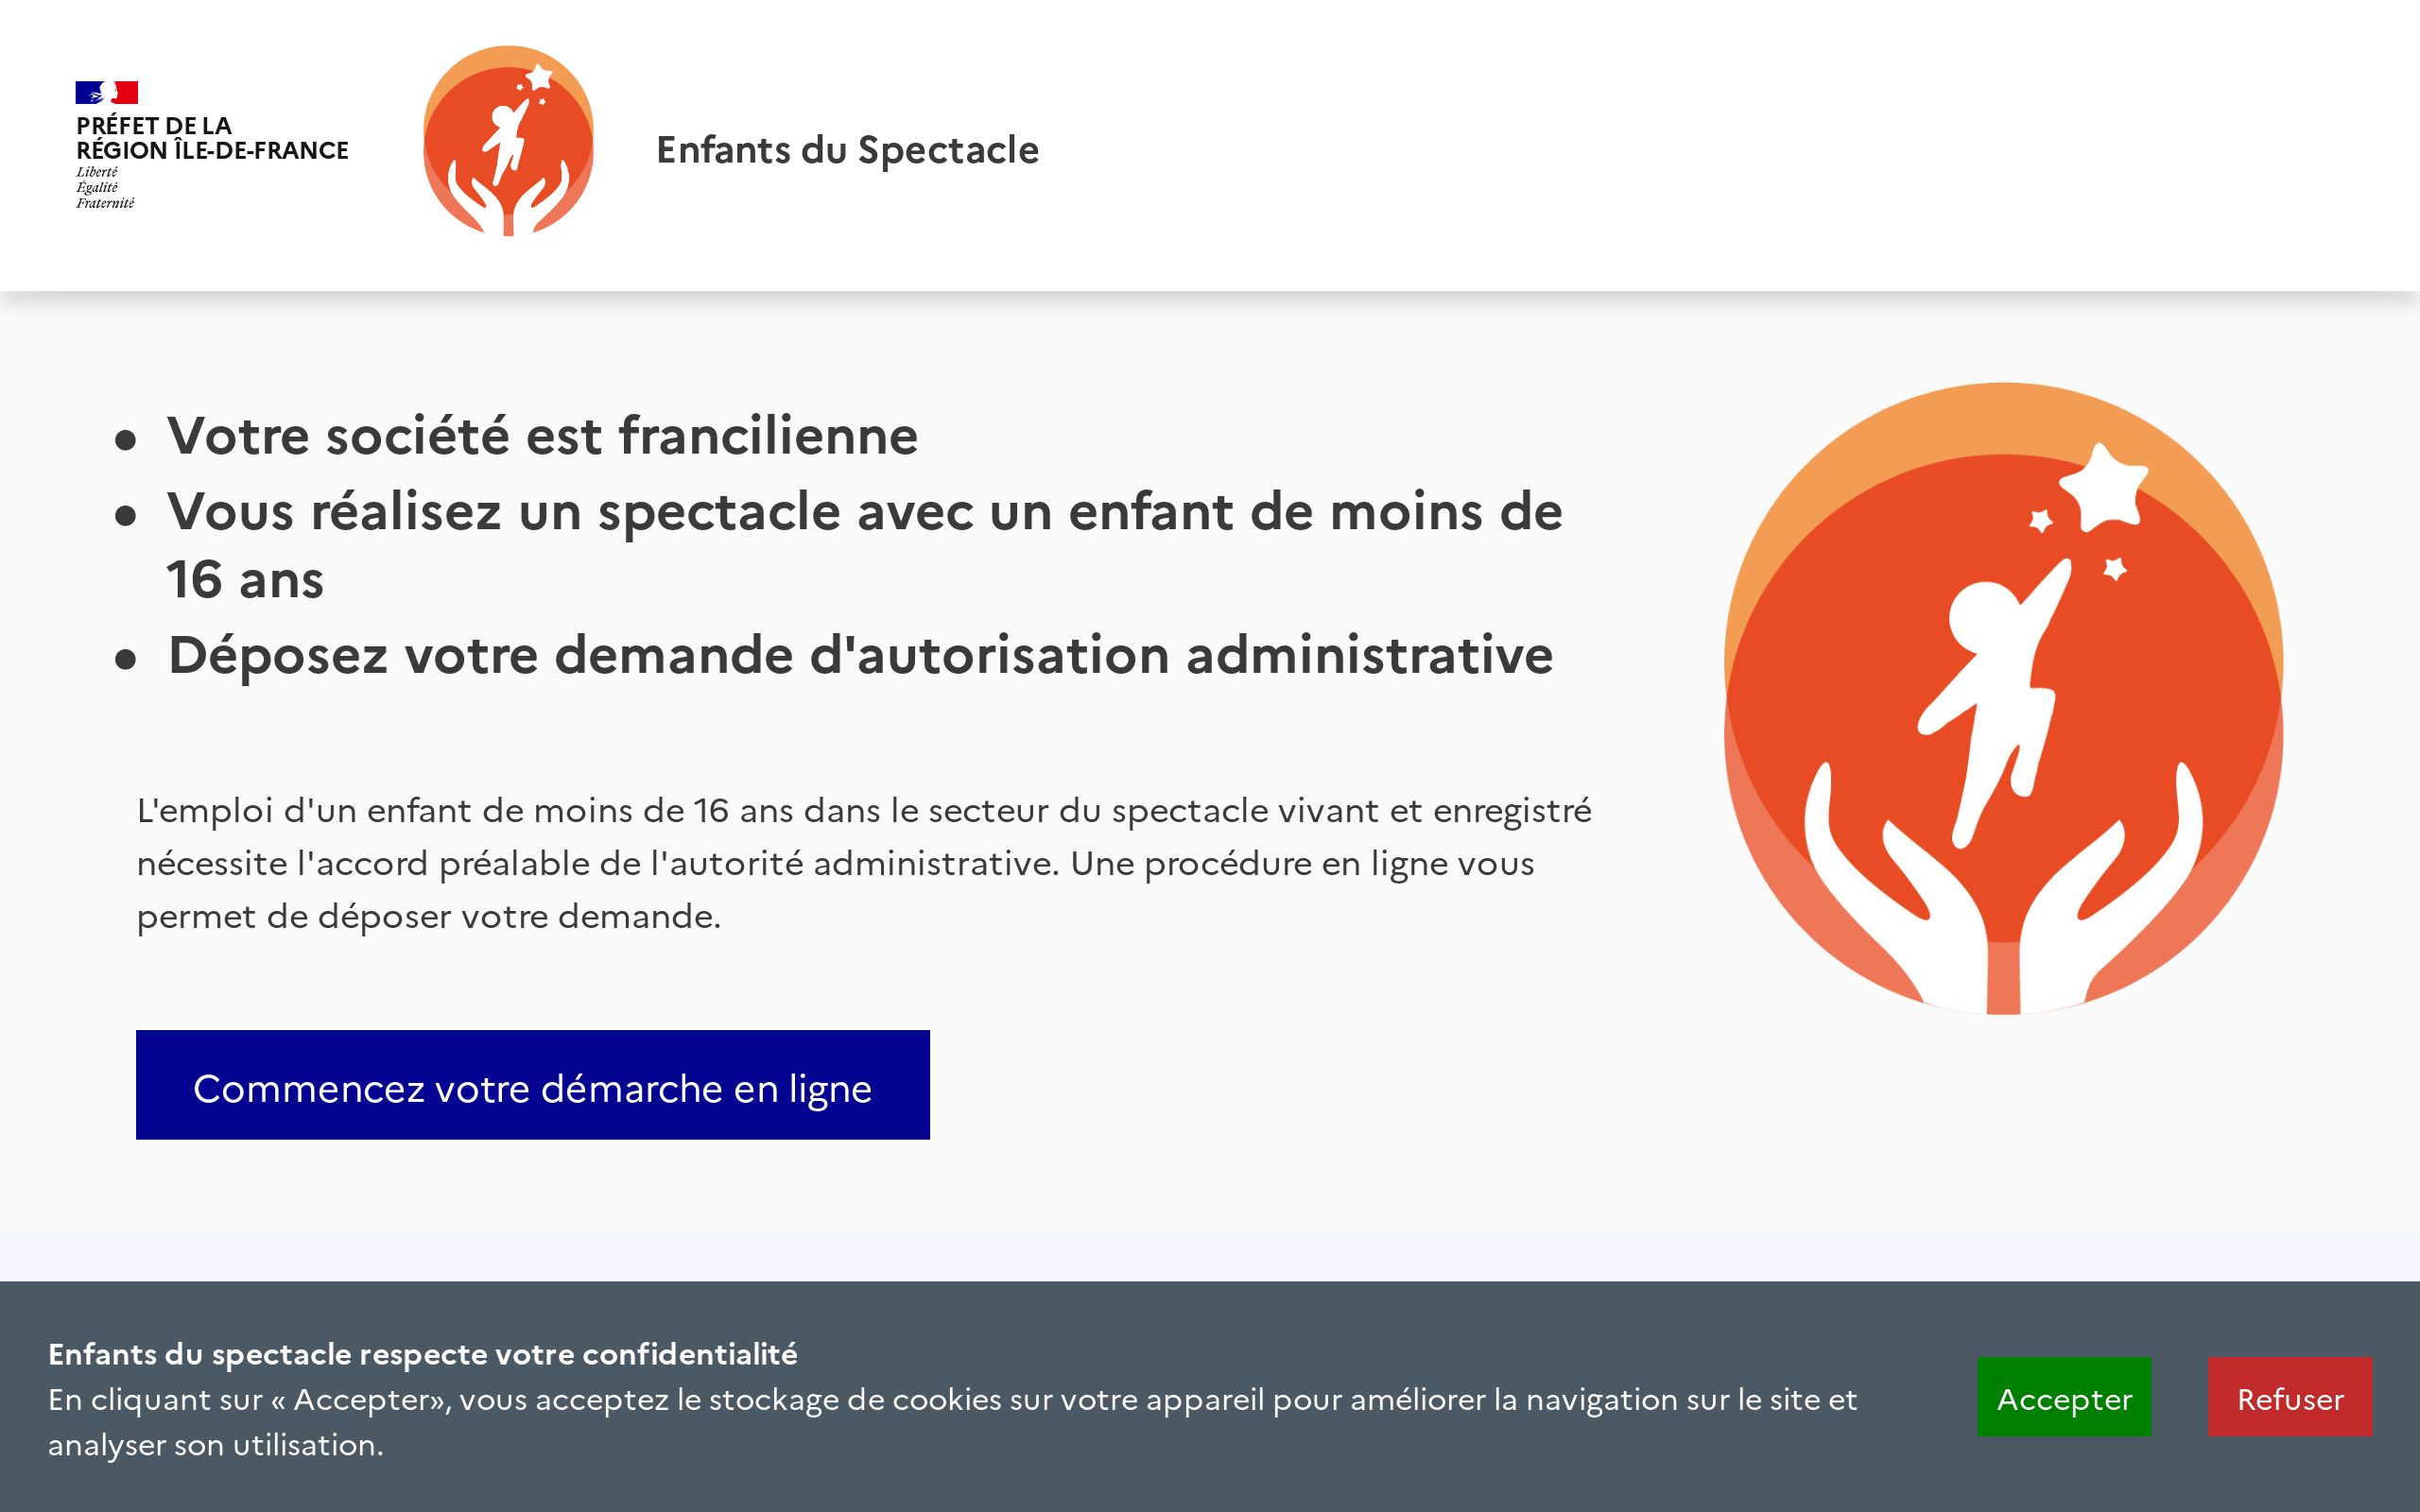 PRÉFET DE LA
RÉGION ÎLE-DE-FRANCE
Liberté
Égalité
Fraternité
Enfants du Spectacle
● Votre société est francilienne
● Vous réalisez un spectacle avec un enfant de moins de
16 ans
● Déposez votre demande d'autorisation administrative
L'emploi d'un enfant de moins de 16 ans dans le secteur du spectacle vivant et enregistré
nécessite l'accord préalable de l'autorité administrative. Une procédure en ligne vous
permet de déposer votre demande.
Commencez votre démarche en ligne
Enfants du spectacle respecte votre confidentialité
En cliquant sur « Accepter», vous acceptez le stockage de cookies sur votre appareil pour améliorer la navigation sur le site et
analyser son utilisation.
Accepter
Refuser